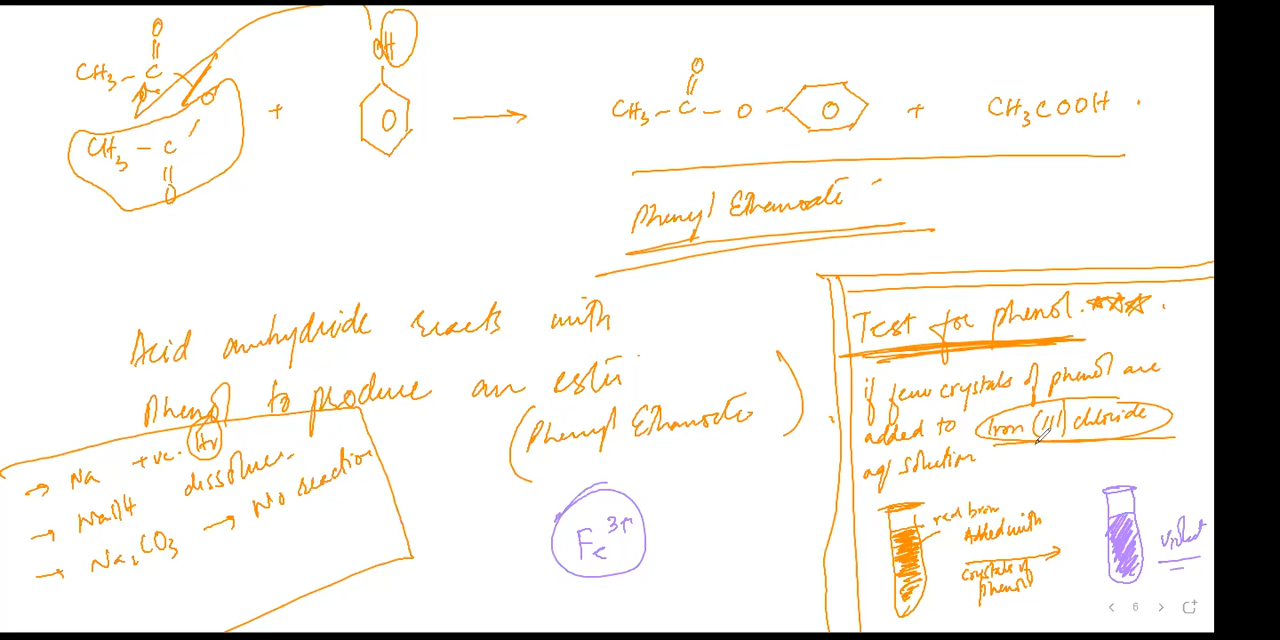 O
CH3 - C
O
CH3 - C
O
+
OH
O
→
O
CH3 - C - O - O
+ CH3COOH.
Phenyl Ethanoate
Acid anhydride reacts with
phenol to produce an ester
(Phenyl Ethanoate)
→ Na +ve.
→ NaOH dissolves.
→ Na2CO3 → No reaction
Fe3+
Test for phenol.
if few crystals of phenol are
added to Iron (III) chloride
aq solution
red brown
Added with
crystals of
phenol
Violet
6